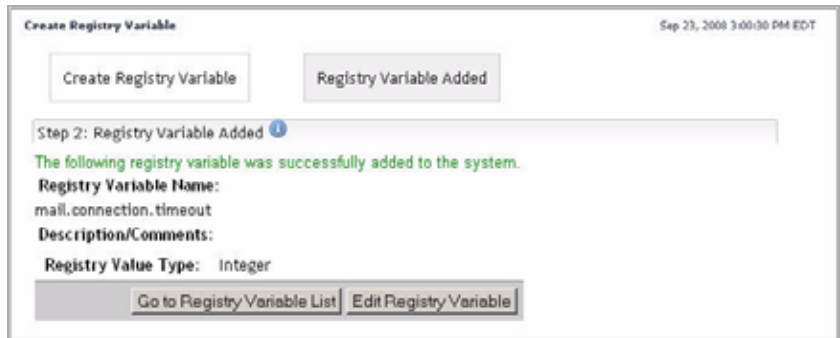 Create Registry Variable Sep 23, 2008 3:00:30 PM EDT
Create Registry Variable Registry Variable Added
Step 2: Registry Variable Added
The following registry variable was successfully added to the system.
Registry Variable Name:
mail.connection.timeout
Description/Comments:
Registry Value Type: Integer
Go to Registry Variable List Edit Registry Variable